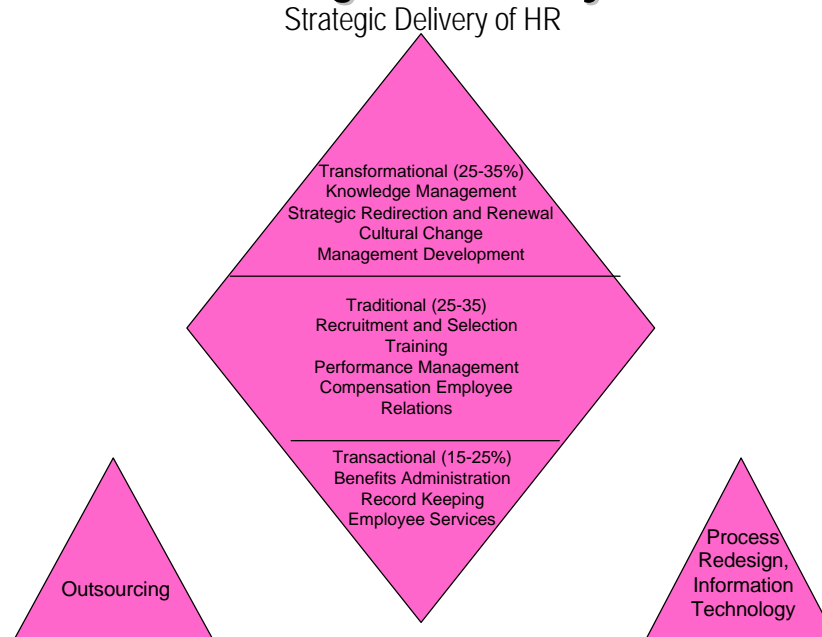 Strategic Delivery of HR
Transformational (25-35%)
Knowledge Management
Strategic Redirection and Renewal
Cultural Change
Management Development
Traditional (25-35)
Recruitment and Selection
Training
Performance Management
Compensation Employee
Relations
Transactional (15-25%)
Benefits Administration
Record Keeping
Employee Services
Outsourcing
Process
Redesign,
Information
Technology